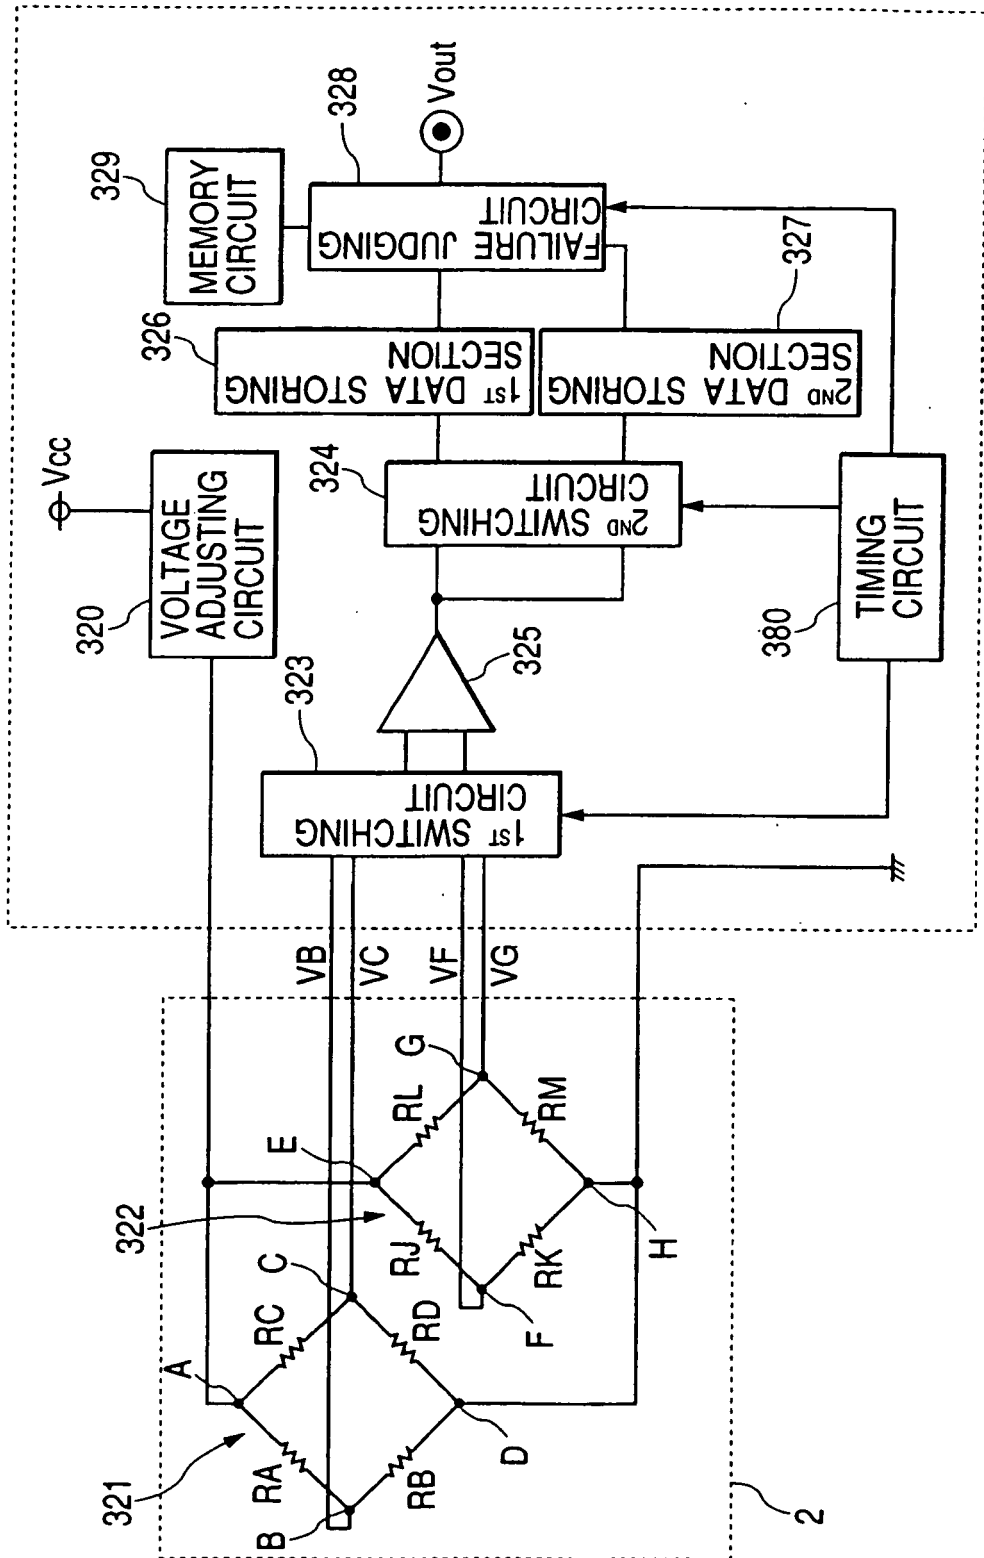 321
A
RA
RC
B
C
RB
RD
D
322
E
RJ
RL
F
G
RK
RM
H
2
VB
VC
VF
VG
Vcc
320
VOLTAGE
ADJUSTING
CIRCUIT
323
1ST SWITCHING
CIRCUIT
325
324
2ND SWITCHING
CIRCUIT
326
1ST DATA STORING
SECTION
2ND DATA STORING
SECTION
327
329
MEMORY
CIRCUIT
328
FAILURE JUDGING
CIRCUIT
Vout
380
TIMING
CIRCUIT